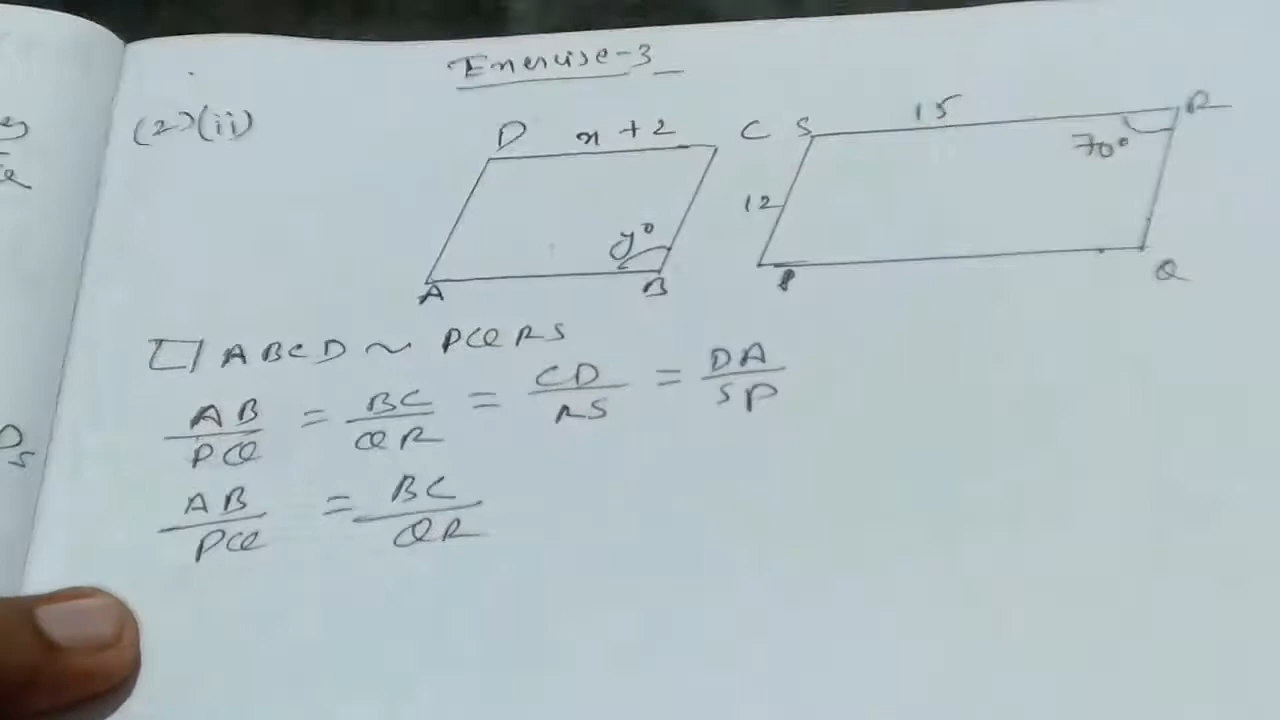 Exercise-3
(2)(ii)
D x + 2 C S 15 R
70°
12
y°
A B P Q
▱ ABCD ~ PQRS
AB/PQ = BC/QR = CD/RS = DA/SP
AB/PQ = BC/QR